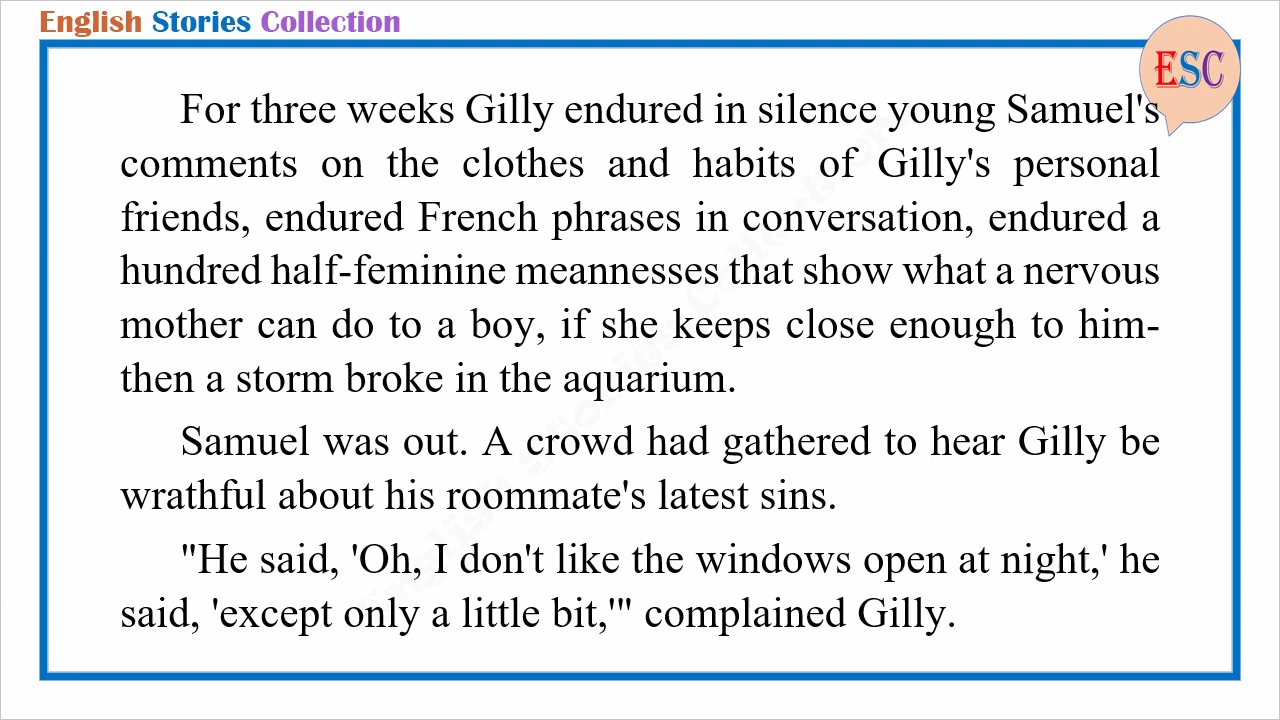 English Stories Collection
ESC
For three weeks Gilly endured in silence young Samuel's
comments on the clothes and habits of Gilly's personal
friends, endured French phrases in conversation, endured a
hundred half-feminine meannesses that show what a nervous
mother can do to a boy, if she keeps close enough to him-
then a storm broke in the aquarium.
Samuel was out. A crowd had gathered to hear Gilly be
wrathful about his roommate's latest sins.
"He said, 'Oh, I don't like the windows open at night,' he
said, 'except only a little bit,'" complained Gilly.
English Stories Collection